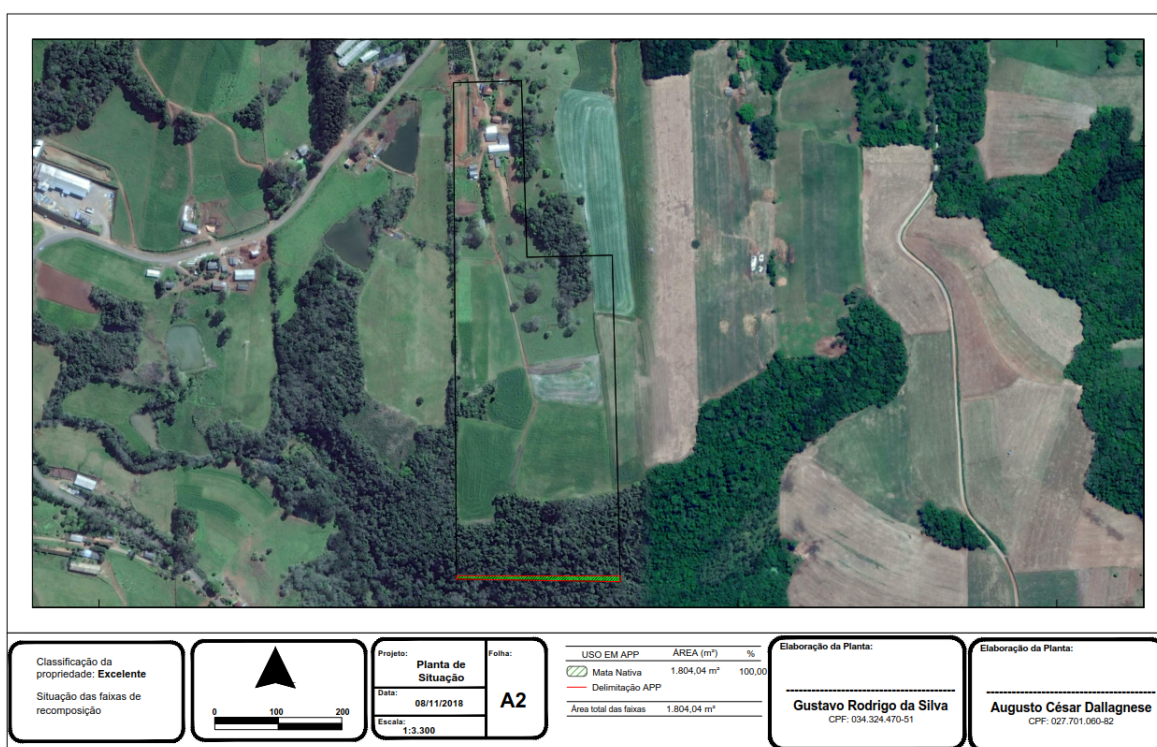 Classificação da
propriedade: Excelente
Situação das faixas de
recomposição
0 100 200
Projeto:
Planta de
Situação
Data:
08/11/2018
Escala:
1:3.300
Folha:
A2
USO EM APP ÁREA (m²) %
Mata Nativa 1.804,04 m² 100,00
Delimitação APP
Área total das faixas 1.804,04 m²
Elaboração da Planta:
Gustavo Rodrigo da Silva
CPF: 034.324.470-51
Elaboração da Planta:
Augusto César Dallagnese
CPF: 027.701.060-82